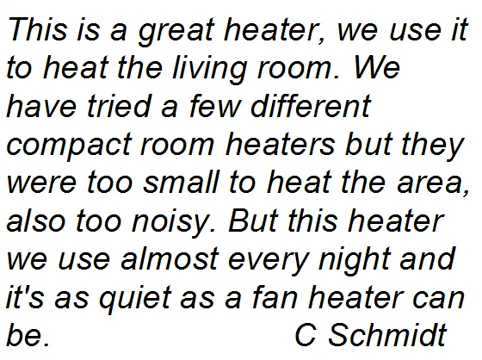 This is a great heater, we use it
to heat the living room. We
have tried a few different
compact room heaters but they
were too small to heat the area,
also too noisy. But this heater
we use almost every night and
it's as quiet as a fan heater can
be. C Schmidt